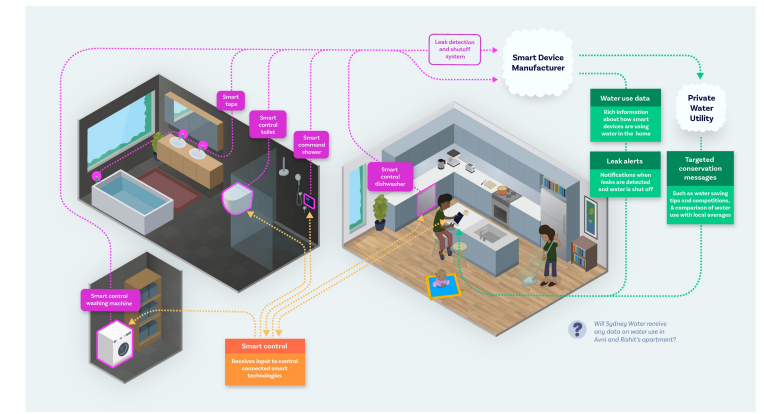 Leak detection
and shutoff
system
Smart Device
Manufacturer
Smart
taps
Smart
control
toilet
Smart
command
shower
Smart
control
dishwasher
Water use data
Rich information
about how smart
devices are using
water in the home
Private
Water
Utility
Leak alerts
Notifications when
leaks are detected
and water is shut off
Targeted
conservation
messages
Such as water saving
tips and competitions,
& comparison of water
use with local averages
Smart control
washing machine
Smart control
Receives input to control
connected smart
technologies
?
Will Sydney Water receive
any data on water use in
Avni and Rishit's apartment?